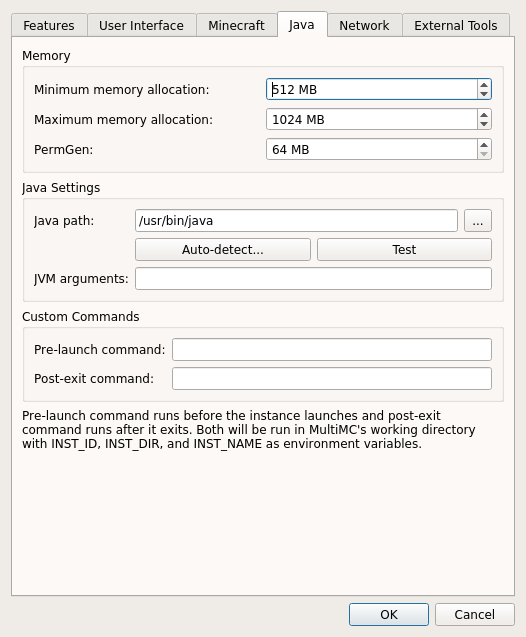 Features User Interface Minecraft Java Network External Tools
Memory
Minimum memory allocation: 512 MB
Maximum memory allocation: 1024 MB
PermGen: 64 MB
Java Settings
Java path: /usr/bin/java ...
Auto-detect... Test
JVM arguments:
Custom Commands
Pre-launch command:
Post-exit command:
Pre-launch command runs before the instance launches and post-exit
command runs after it exits. Both will be run in MultiMC's working directory
with INST_ID, INST_DIR, and INST_NAME as environment variables.
OK Cancel